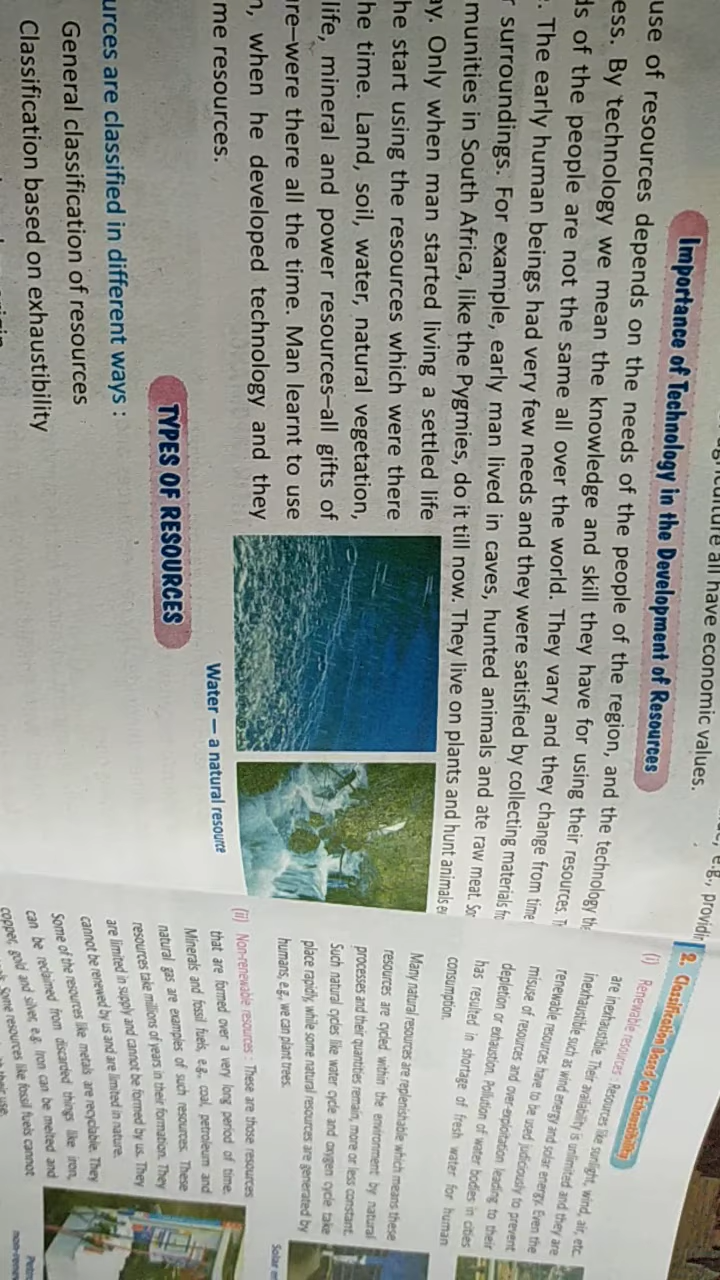 agriculture all have economic values.
Importance of Technology in the Development of Resources
use of resources depends on the needs of the people of the region, and the technology
ess. By technology we mean the knowledge and skill they have for using their resources.
ds of the people are not the same all over the world. They vary and they change from time
. The early human beings had very few needs and they were satisfied by collecting materials
r surroundings. For example, early man lived in caves, hunted animals and ate raw meat.
munities in South Africa, like the Pygmies, do it till now. They live on plants and hunt animals
ay. Only when man started living a settled life
he start using the resources which were there
he time. Land, soil, water, natural vegetation,
life, mineral and power resources—all gifts of
ure—were there all the time. Man learnt to use
n, when he developed technology and they
me resources.
Water — a natural resource
TYPES OF RESOURCES
urces are classified in different ways :
General classification of resources
Classification based on exhaustibility
e.g., providin
2. Classification Based on Exhaustibility
(i) Renewable resources : Resources like sunlight, wind, air, etc.
are inexhaustible. Their availability is unlimited and they are
inexhaustible such as wind energy and solar energy. Even the
renewable resources have to be used judiciously to prevent
misuse of resources and over-exploitation leading to their
depletion or exhaustion. Pollution of water bodies in cities
has resulted in shortage of fresh water for human
consumption.
Many natural resources are replenishable which means these
resources are cycled within the environment by natural
processes and their quantities remain, more or less constant.
Such natural cycles like water cycle and oxygen cycle take
place rapidly, while some natural resources are generated by
humans, e.g., we can plant trees.
Solar
(ii) Non-renewable resources : These are those resources
that are formed over a very long period of time.
Minerals and fossil fuels, e.g., coal, petroleum and
natural gas are examples of such resources. These
resources take millions of years in their formation. They
are limited in supply and cannot be formed by us. They
cannot be renewed by us and are limited in nature.
Some of the resources like metals are recyclable. They
can be reclaimed from discarded things like iron,
copper, gold and silver, e.g. iron can be melted and
Some resources like fossil fuels cannot